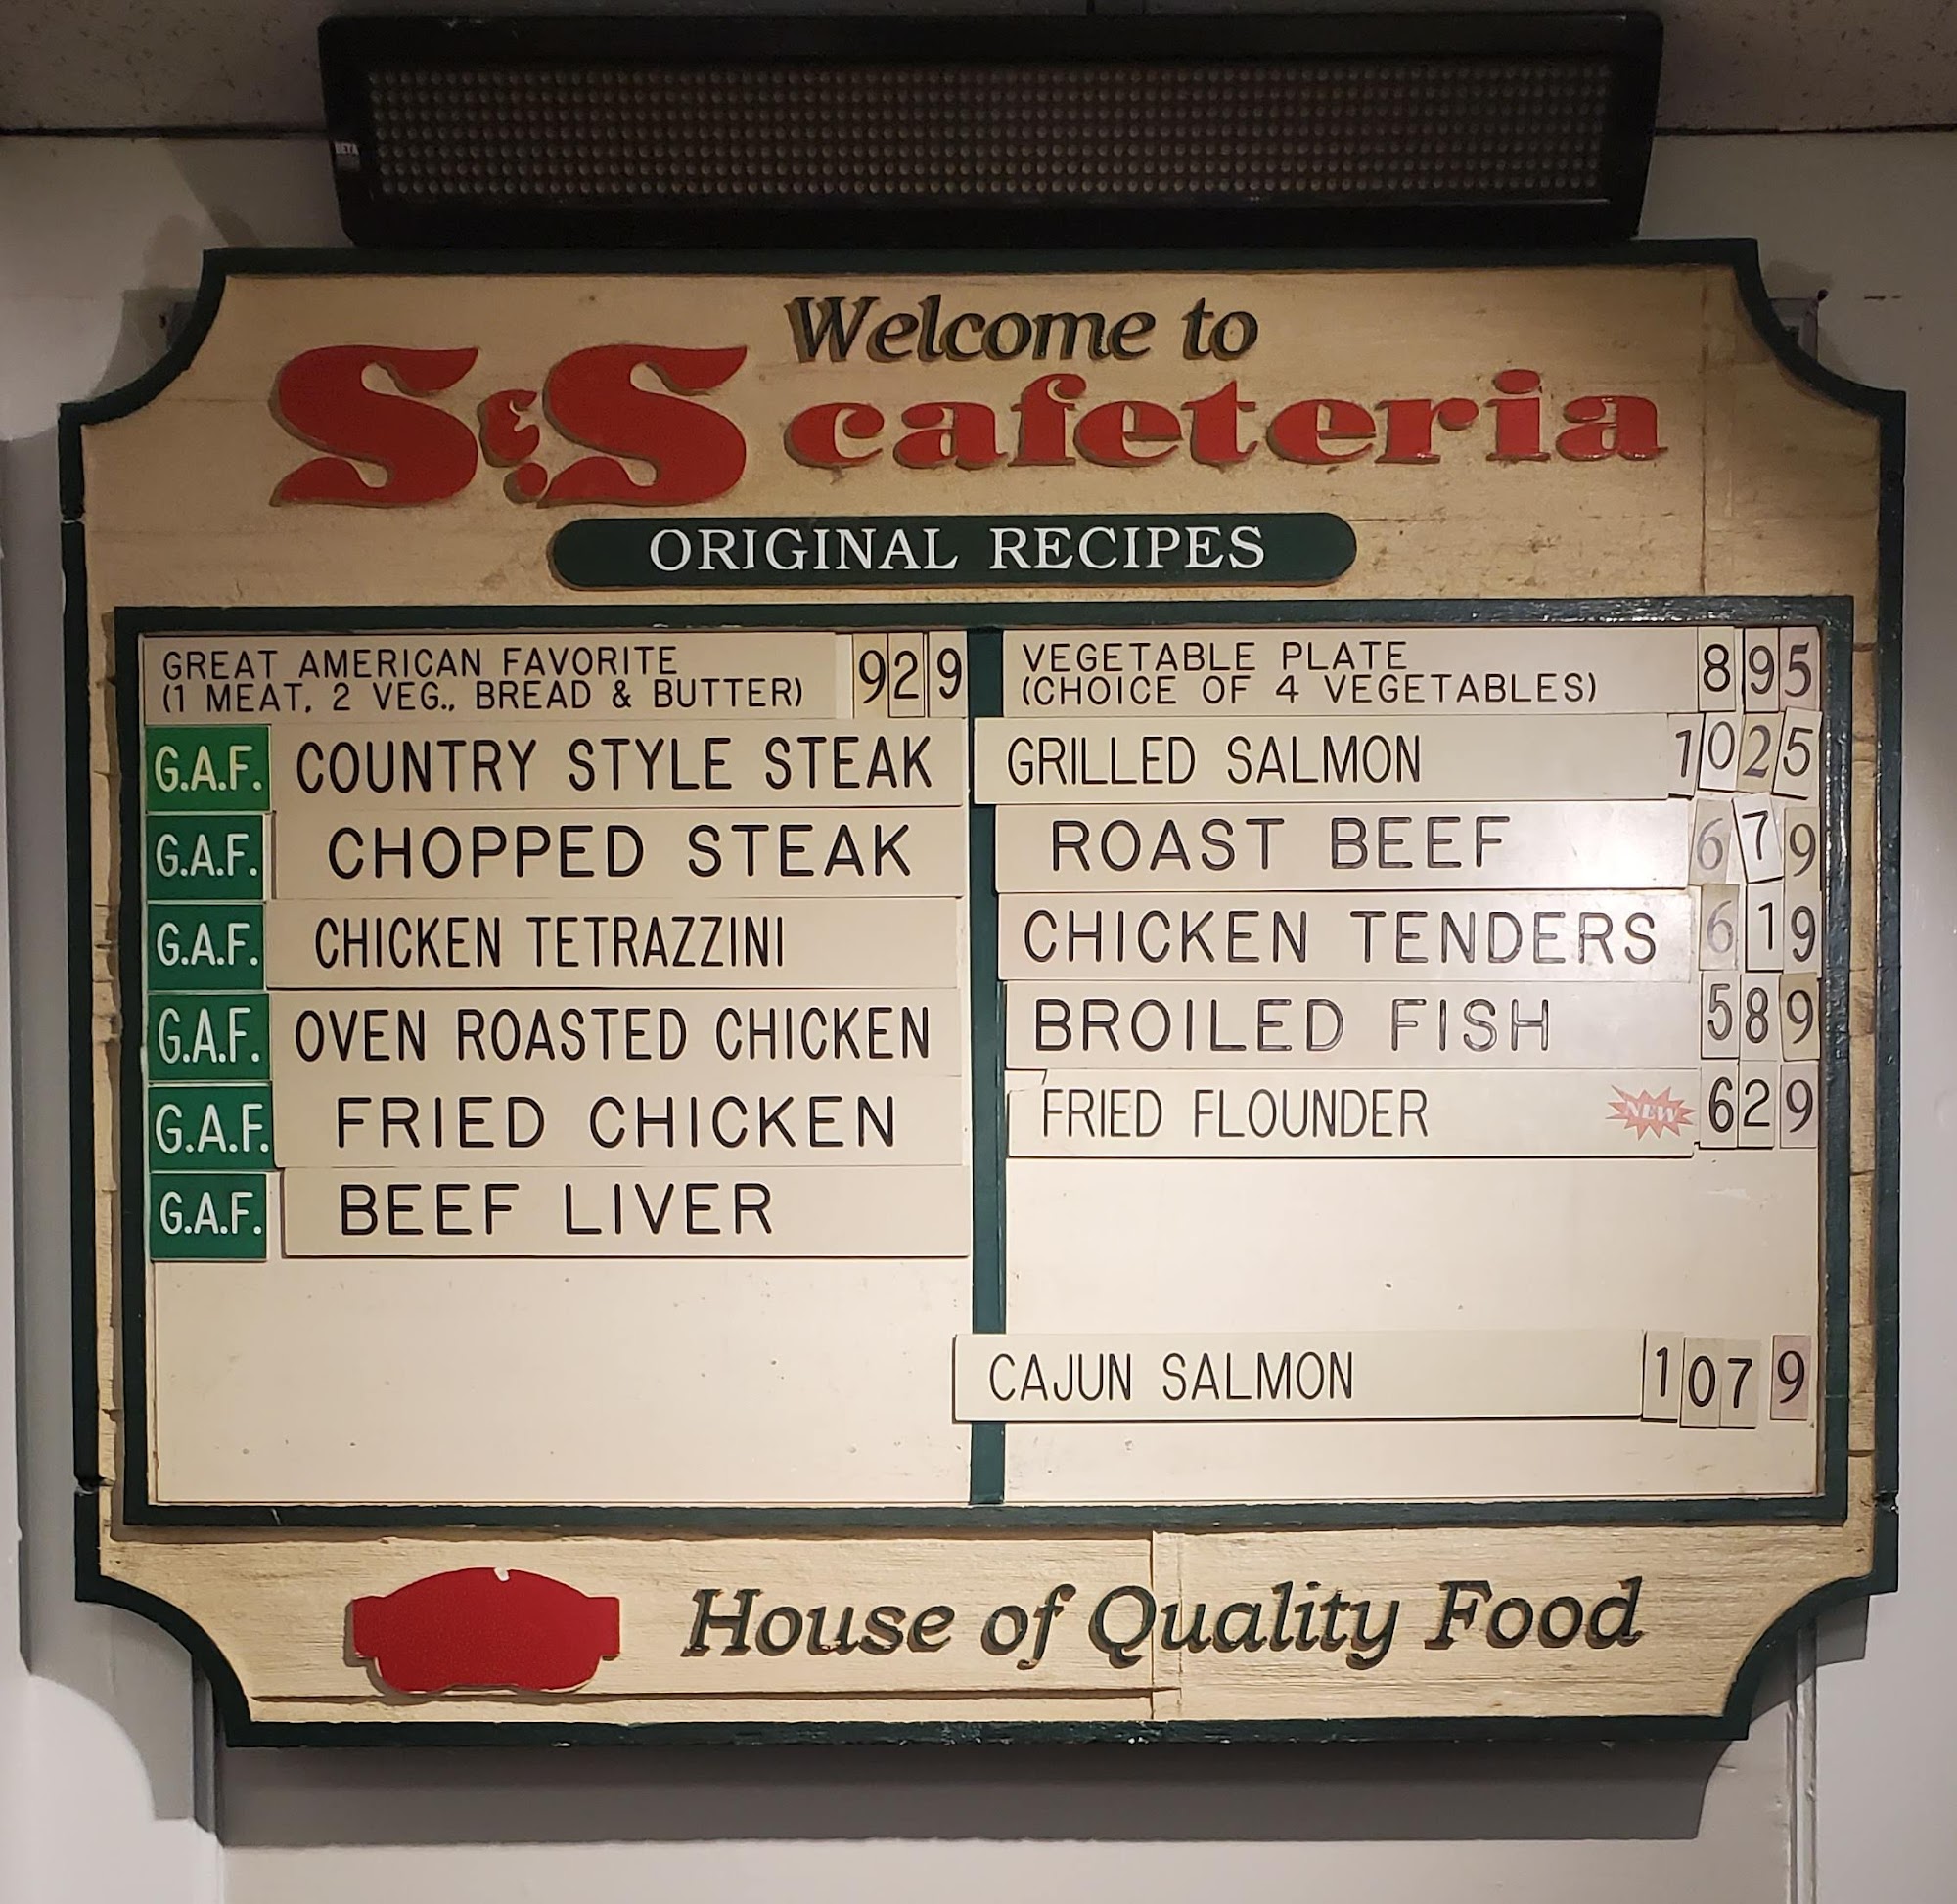 BETA
Welcome to
S&S cafeteria
ORIGINAL RECIPES
GREAT AMERICAN FAVORITE
(1 MEAT, 2 VEG., BREAD & BUTTER) 929
G.A.F. COUNTRY STYLE STEAK
G.A.F. CHOPPED STEAK
G.A.F. CHICKEN TETRAZZINI
G.A.F. OVEN ROASTED CHICKEN
G.A.F. FRIED CHICKEN
G.A.F. BEEF LIVER
VEGETABLE PLATE
(CHOICE OF 4 VEGETABLES) 895
GRILLED SALMON 1025
ROAST BEEF 679
CHICKEN TENDERS 619
BROILED FISH 589
FRIED FLOUNDER NEW 629
CAJUN SALMON 1079
House of Quality Food